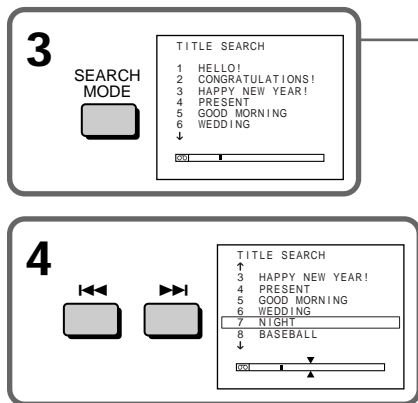 3
SEARCH
MODE
TITLE SEARCH
1 HELLO!
2 CONGRATULATIONS!
3 HAPPY NEW YEAR!
4 PRESENT
5 GOOD MORNING
6 WEDDING
4
TITLE SEARCH
3 HAPPY NEW YEAR!
4 PRESENT
5 GOOD MORNING
6 WEDDING
7 NIGHT
8 BASEBALL